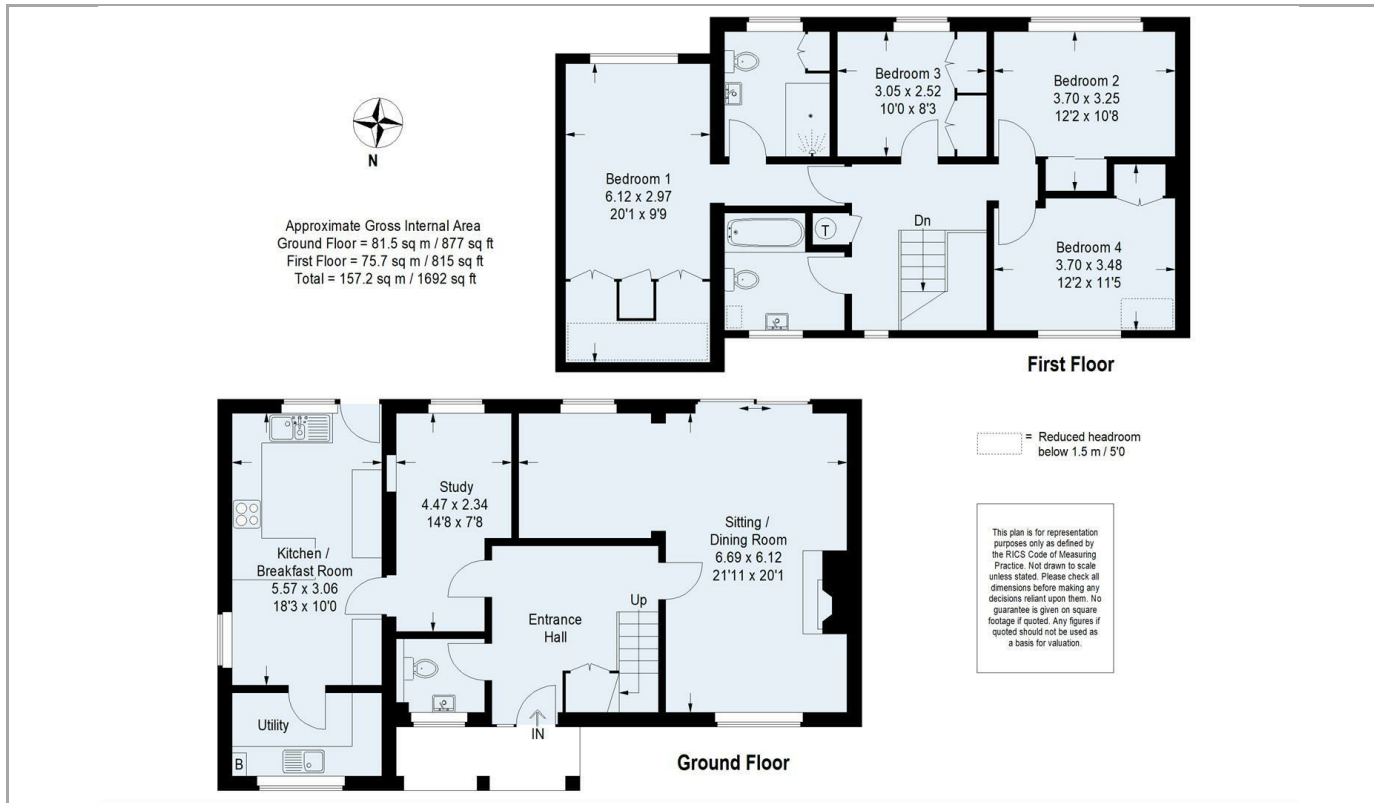 N
Approximate Gross Internal Area
Ground Floor = 81.5 sq m / 877 sq ft
First Floor = 75.7 sq m / 815 sq ft
Total = 157.2 sq m / 1692 sq ft
Bedroom 1
6.12 x 2.97
20'1 x 9'9
Bedroom 3
3.05 x 2.52
10'0 x 8'3
Bedroom 2
3.70 x 3.25
12'2 x 10'8
T
Dn
Bedroom 4
3.70 x 3.48
12'2 x 11'5
First Floor
= Reduced headroom
below 1.5 m / 5'0
Kitchen /
Breakfast Room
5.57 x 3.06
18'3 x 10'0
Study
4.47 x 2.34
14'8 x 7'8
Sitting /
Dining Room
6.69 x 6.12
21'11 x 20'1
Entrance
Hall
Up
Utility
B
IN
Ground Floor
This plan is for representation
purposes only as defined by
the RICS Code of Measuring
Practice. Not drawn to scale
unless stated. Please check all
dimensions before making any
decisions reliant upon them. No
guarantee is given on square
footage if quoted. Any figures if
quoted should not be used as
a basis for valuation.